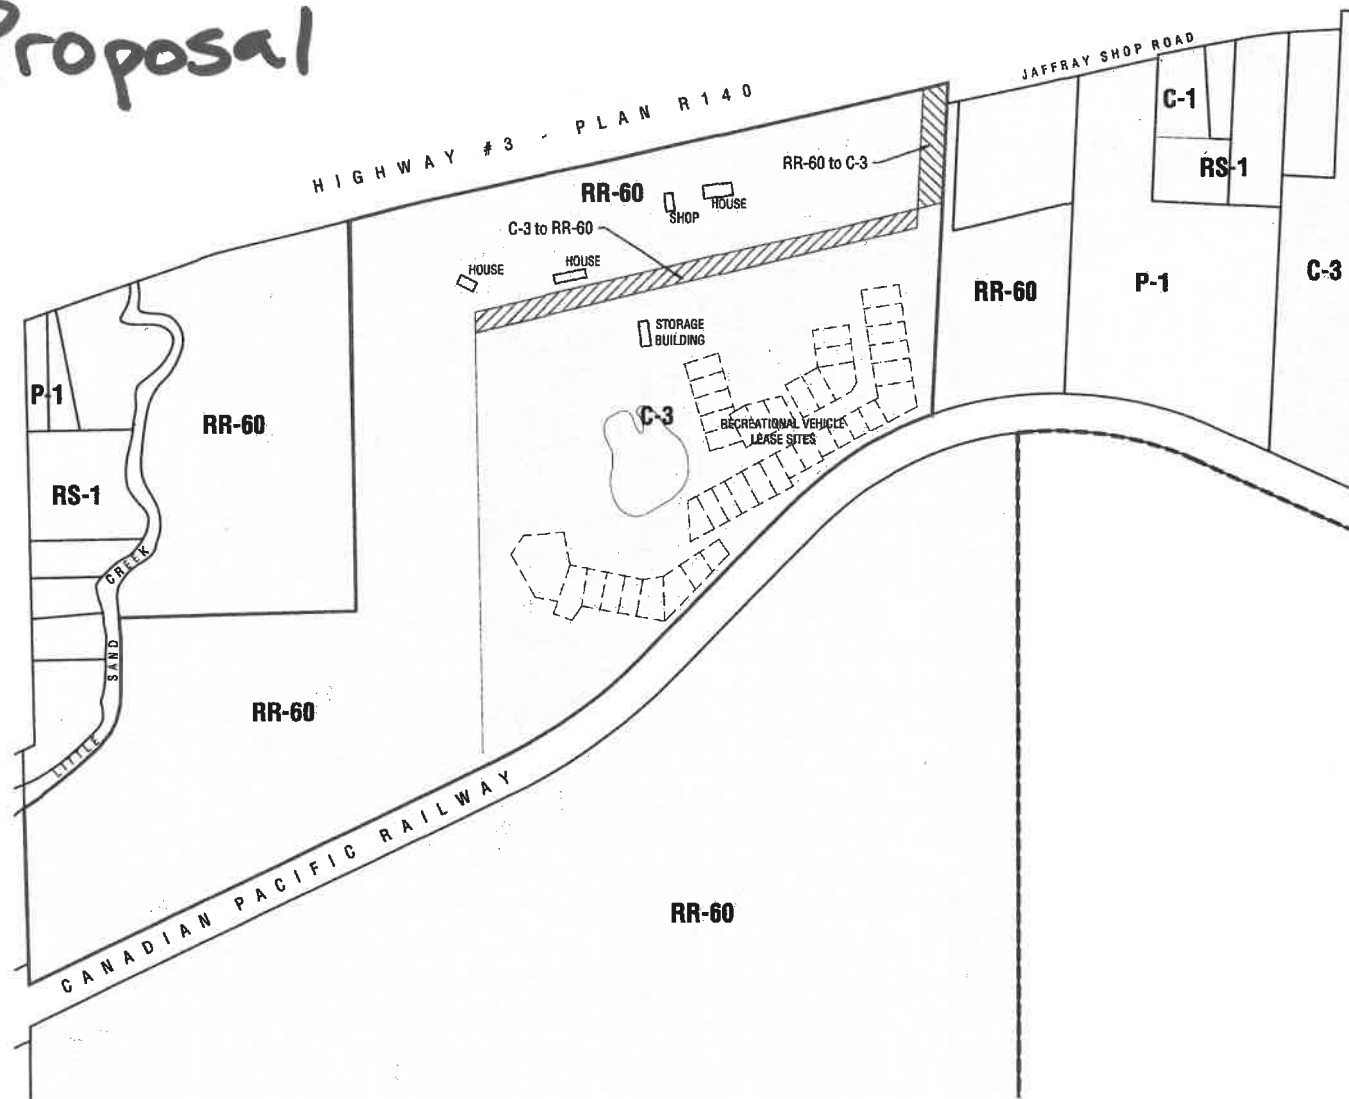 Proposal
HIGHWAY #3 - PLAN R140
JAFFRAY SHOP ROAD
C-1
RS-1
RR-60 to C-3
RR-60
SHOP
HOUSE
C-3 to RR-60
HOUSE
HOUSE
RR-60
P-1
C-3
STORAGE
BUILDING
P-1
RR-60
C-3
RECREATIONAL VEHICLE
LEASE SITES
RS-1
LITTLE SAND CREEK
RR-60
CANADIAN PACIFIC RAILWAY
RR-60